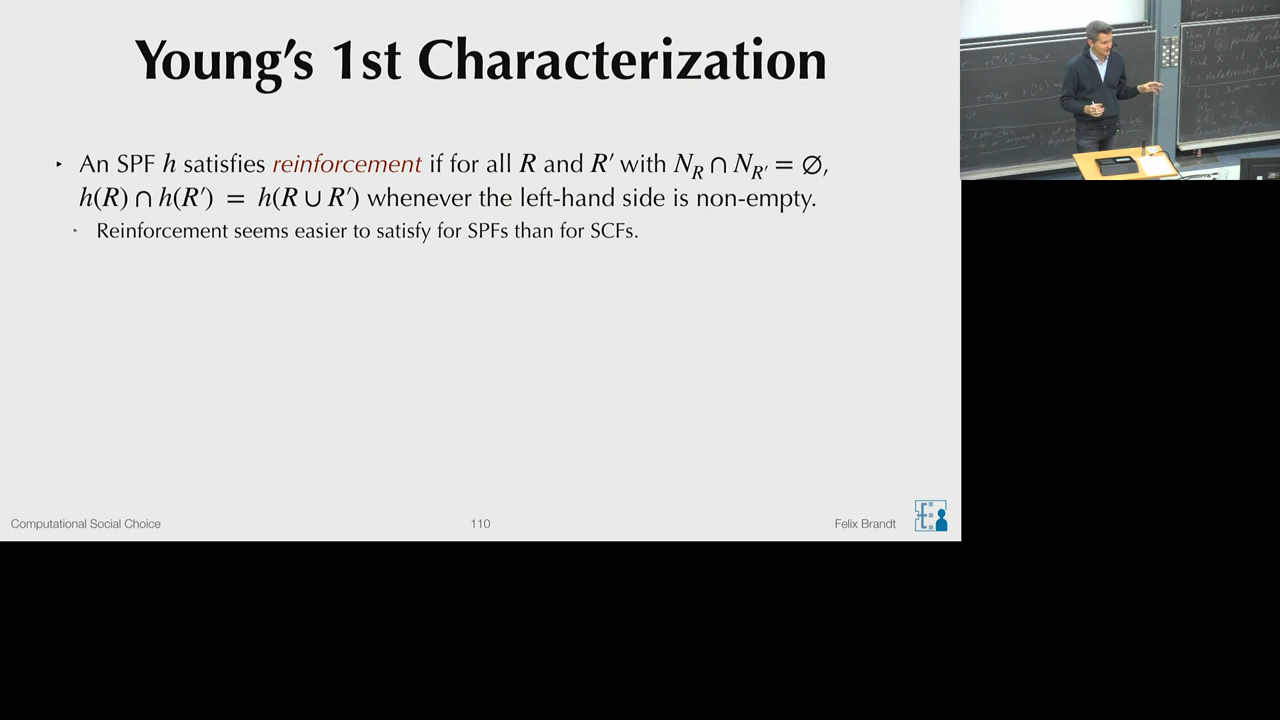 Young's 1st Characterization
‣ An SPF h satisfies reinforcement if for all R and R′ with N_R ∩ N_R′ = ∅,
h(R) ∩ h(R′) = h(R ∪ R′) whenever the left-hand side is non-empty.
‣ Reinforcement seems easier to satisfy for SPFs than for SCFs.
Computational Social Choice
110
Felix Brandt